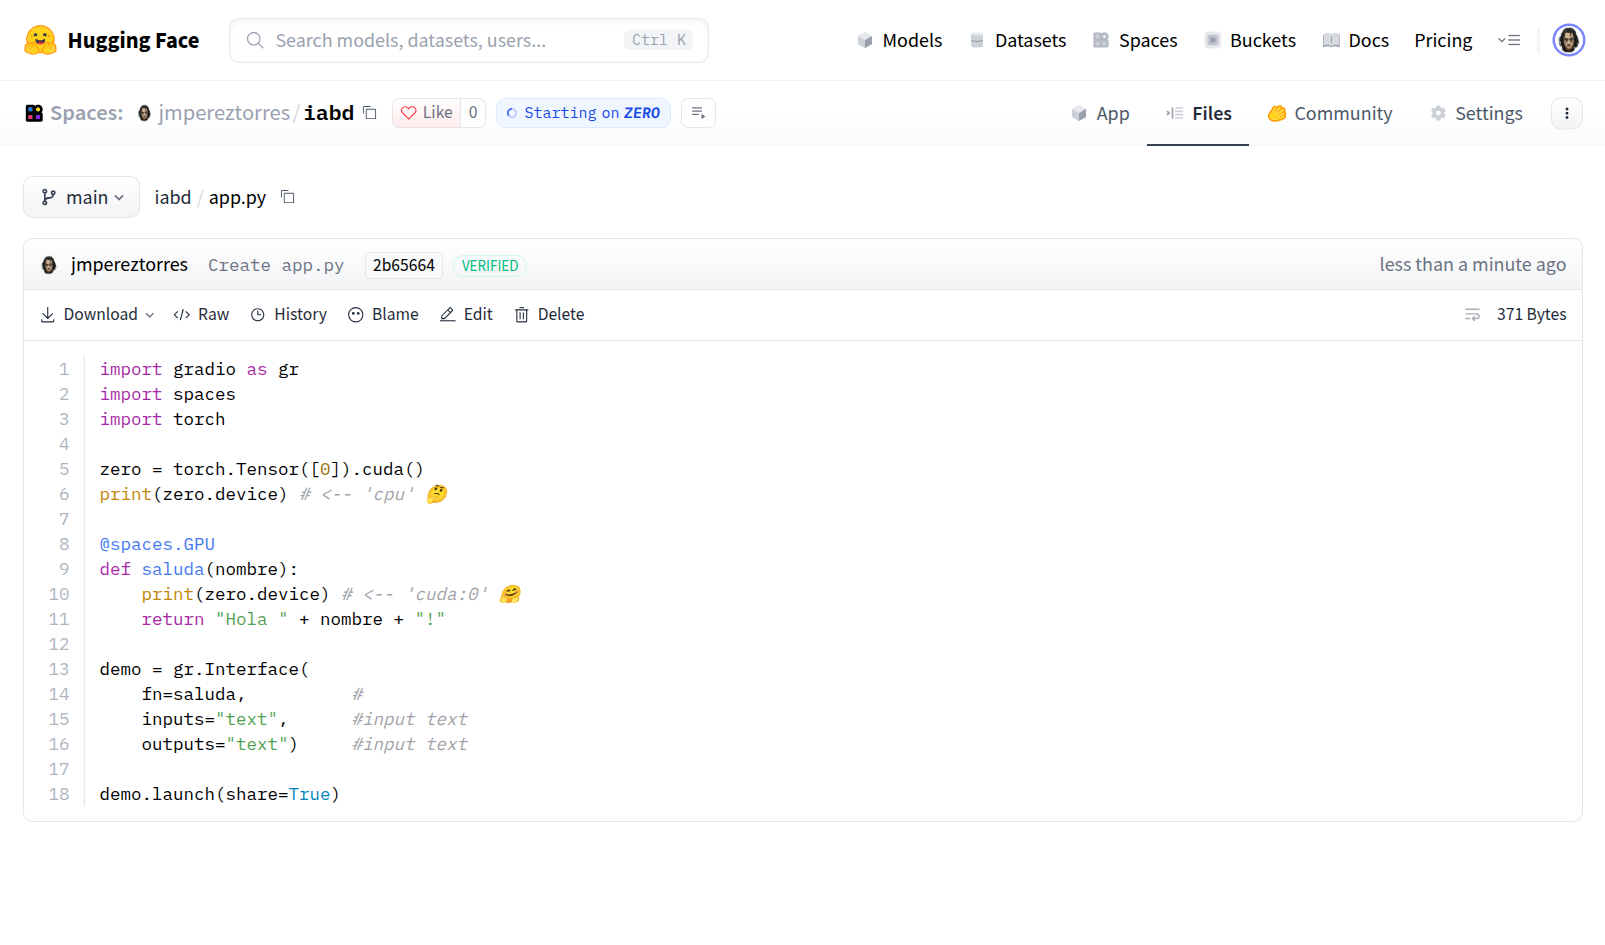 Hugging Face
Search models, datasets, users...
Ctrl K
Models
Datasets
Spaces
Buckets
Docs
Pricing
Spaces: jmpereztorres/iabd
Like 0
Starting on ZERO
App
Files
Community
Settings
main
iabd / app.py
jmpereztorres Create app.py 2b65664 VERIFIED
less than a minute ago
Download
Raw
History
Blame
Edit
Delete
371 Bytes
1 import gradio as gr
2 import spaces
3 import torch
4
5 zero = torch.Tensor([0]).cuda()
6 print(zero.device) # <-- 'cpu' 🤔
7
8 @spaces.GPU
9 def saluda(nombre):
10     print(zero.device) # <-- 'cuda:0' 🤗
11     return "Hola " + nombre + "!"
12
13 demo = gr.Interface(
14     fn=saluda,          #
15     inputs="text",      #input text
16     outputs="text")     #input text
17
18 demo.launch(share=True)